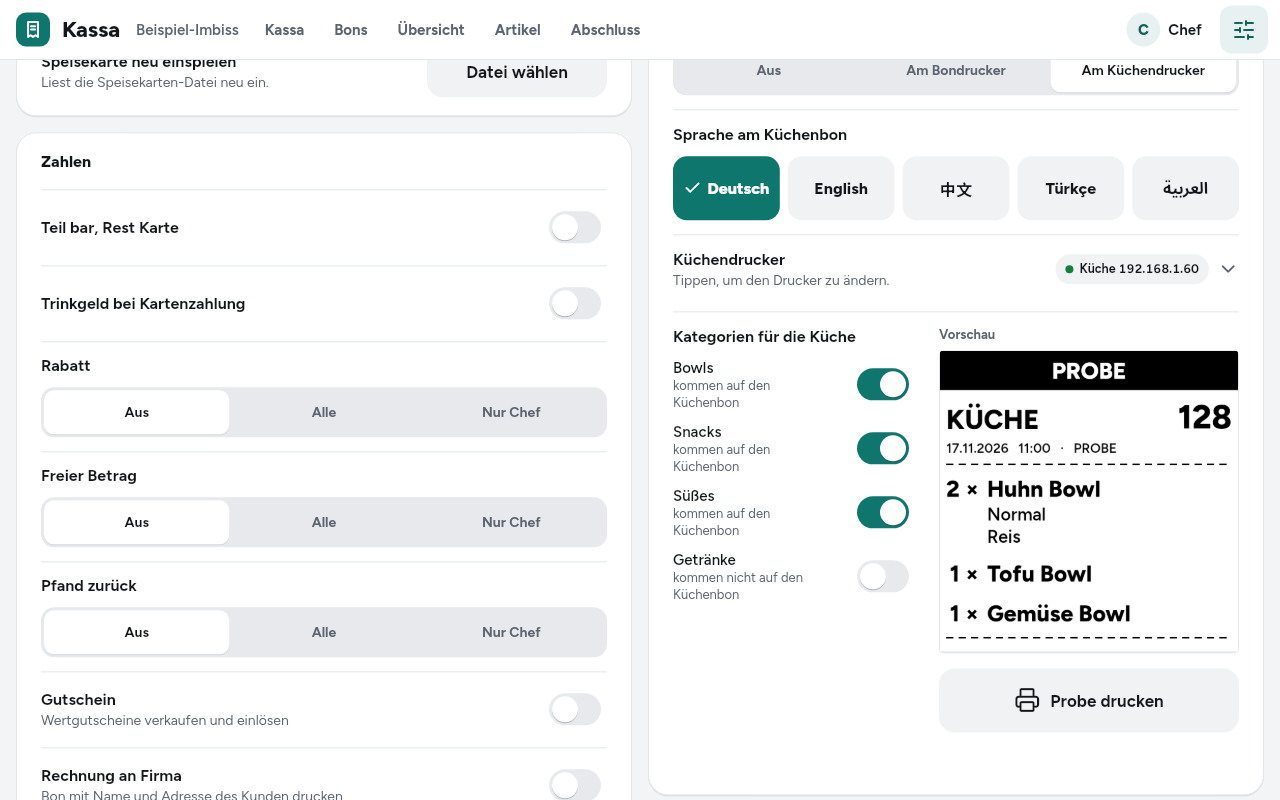 Kassa
Beispiel-Imbiss
Kassa
Bons
Übersicht
Artikel
Abschluss
C
Chef
Speisekarte neu einspielen
Liest die Speisekarten-Datei neu ein.
Datei wählen
Zahlen
Teil bar, Rest Karte
Trinkgeld bei Kartenzahlung
Rabatt
Aus
Alle
Nur Chef
Freier Betrag
Aus
Alle
Nur Chef
Pfand zurück
Aus
Alle
Nur Chef
Gutschein
Wertgutscheine verkaufen und einlösen
Rechnung an Firma
Bon mit Name und Adresse des Kunden drucken
Aus
Am Bondrucker
Am Küchendrucker
Sprache am Küchenbon
Deutsch
English
中文
Türkçe
العربية
Küchendrucker
Tippen, um den Drucker zu ändern.
Küche 192.168.1.60
Kategorien für die Küche
Bowls
kommen auf den
Küchenbon
Snacks
kommen auf den
Küchenbon
Süßes
kommen auf den
Küchenbon
Getränke
kommen nicht auf den
Küchenbon
Vorschau
PROBE
KÜCHE 128
17.11.2026 11:00 · PROBE
2 × Huhn Bowl
Normal
Reis
1 × Tofu Bowl
1 × Gemüse Bowl
Probe drucken